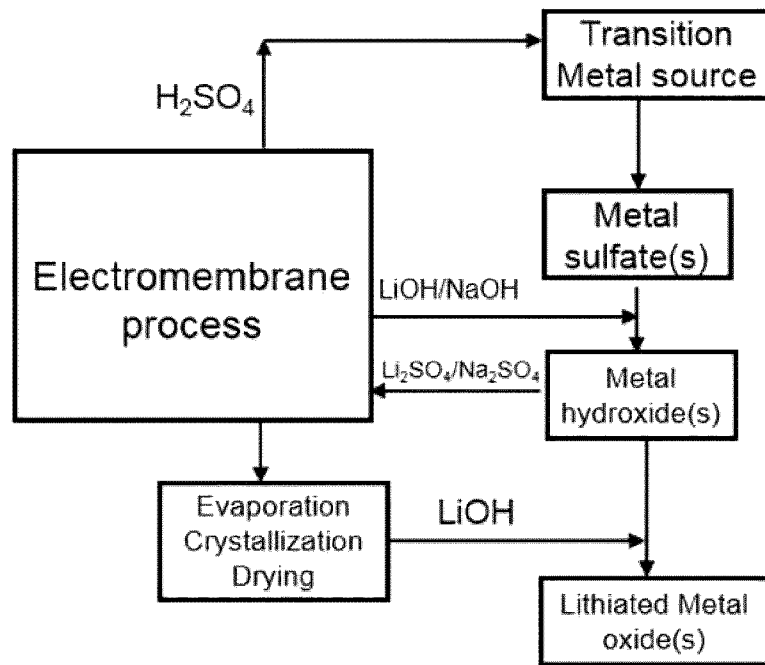 Transition
Metal source
H₂SO₄
Metal
sulfate(s)
Electromembrane
process
LiOH/NaOH
Li₂SO₄/Na₂SO₄
Metal
hydroxide(s)
Evaporation
Crystallization
Drying
LiOH
Lithiated Metal
oxide(s)